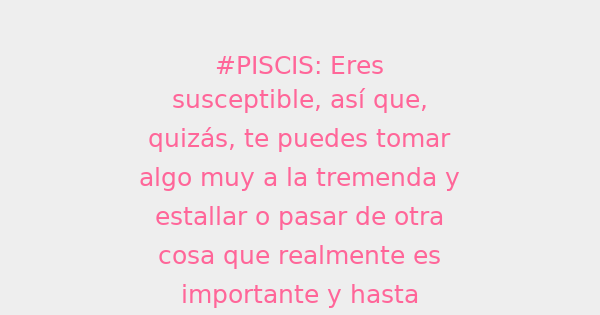 #PISCIS: Eres
susceptible, así que,
quizás, te puedes tomar
algo muy a la tremenda y
estallar o pasar de otra
cosa que realmente es
importante y hasta